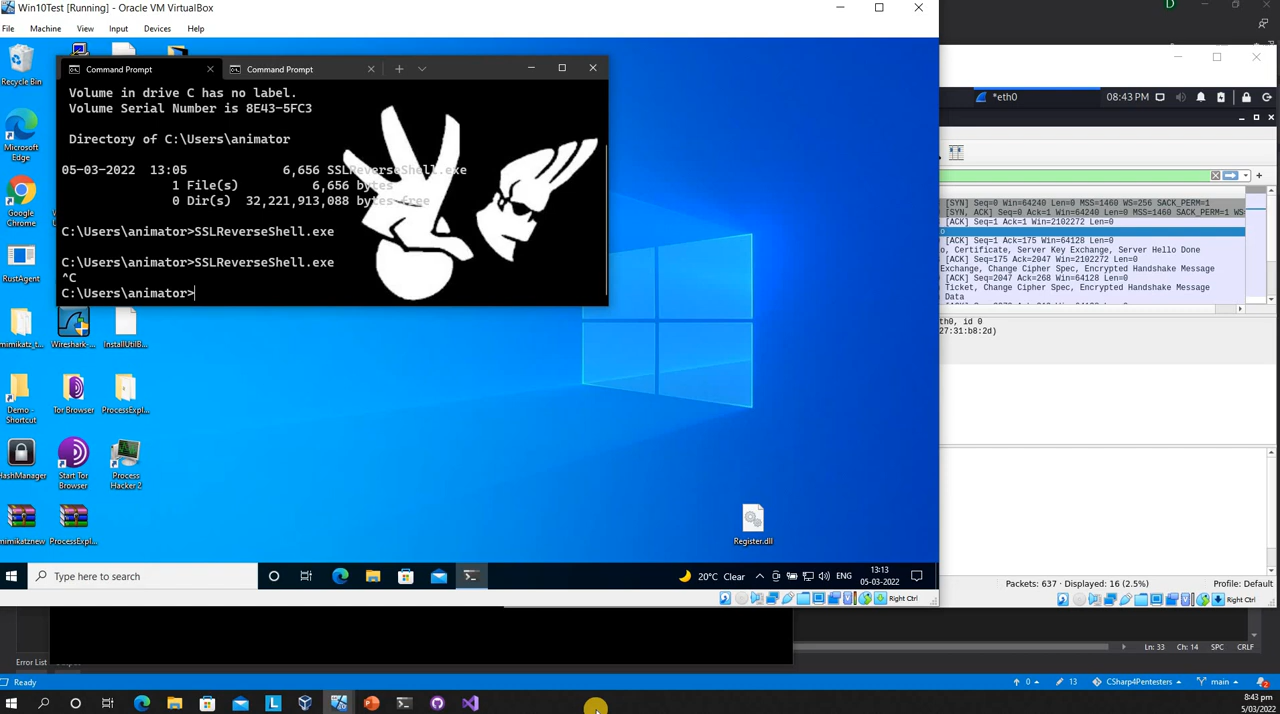 Win10Test [Running] - Oracle VM VirtualBox
File Machine View Input Devices Help
Recycle Bin
Microsoft Edge
Google Chrome
RustAgent
mimikatz_t...
Wireshark-...
InstallUtilB...
Demo - Shortcut
Tor Browser
ProcessExpl...
HashManager
Start Tor Browser
Process Hacker 2
mimikatznew
ProcessExpl...
Register.dll
Command Prompt
Command Prompt
Volume in drive C has no label.
Volume Serial Number is 8E43-5FC3
Directory of C:\Users\animator
05-03-2022 13:05 6,656 SSLReverseShell.exe
1 File(s) 6,656 bytes
0 Dir(s) 32,221,913,088 bytes free
C:\Users\animator>SSLReverseShell.exe
C:\Users\animator>SSLReverseShell.exe
^C
C:\Users\animator>
Type here to search
20°C Clear
ENG
13:13
05-03-2022
Right Ctrl
*eth0
08:43 PM
[SYN] Seq=0 Win=64240 Len=0 MSS=1460 WS=256 SACK_PERM=1
[SYN, ACK] Seq=0 Ack=1 Win=64240 Len=0 MSS=1460 SACK_PERM=1 WS=
[ACK] Seq=1 Ack=1 Win=2102272 Len=0
[ACK] Seq=1 Ack=175 Win=64128 Len=0
, Certificate, Server Key Exchange, Server Hello Done
[ACK] Seq=175 Ack=2047 Win=2102272 Len=0
Exchange, Change Cipher Spec, Encrypted Handshake Message
[ACK] Seq=2047 Ack=268 Win=64128 Len=0
Ticket, Change Cipher Spec, Encrypted Handshake Message
Data
eth0, id 0
27:31:b8:2d)
Packets: 637 · Displayed: 16 (2.5%)
Profile: Default
Right Ctrl
Ln: 33 Ch: 14 SPC CRLF
Error List
Ready
0 13 CSharp4Pentesters main
8:43 pm
5/03/2022